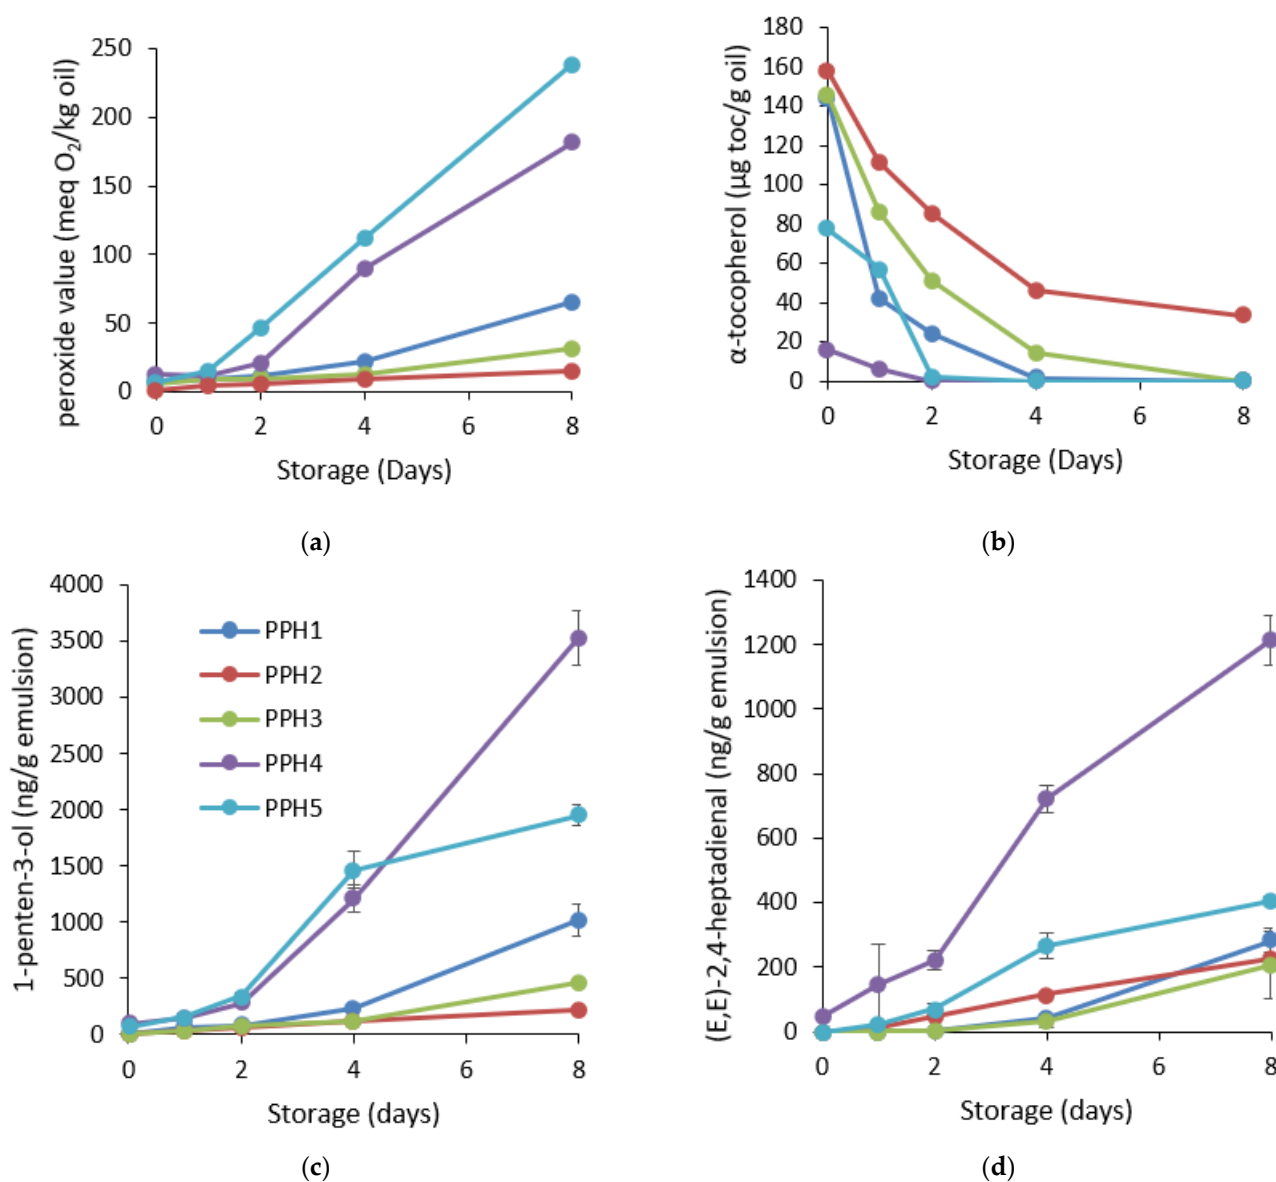 peroxide value (meq O₂/kg oil)
250
200
150
100
50
0
0 2 4 6 8
Storage (Days)
(a)
α-tocopherol (µg toc/g oil)
180
160
140
120
100
80
60
40
20
0
0 2 4 6 8
Storage (Days)
(b)
1-penten-3-ol (ng/g emulsion)
4000
3500
3000
2500
2000
1500
1000
500
0
PPH1
PPH2
PPH3
PPH4
PPH5
0 2 4 6 8
Storage (days)
(c)
(E,E)-2,4-heptadienal (ng/g emulsion)
1400
1200
1000
800
600
400
200
0
0 2 4 6 8
Storage (days)
(d)